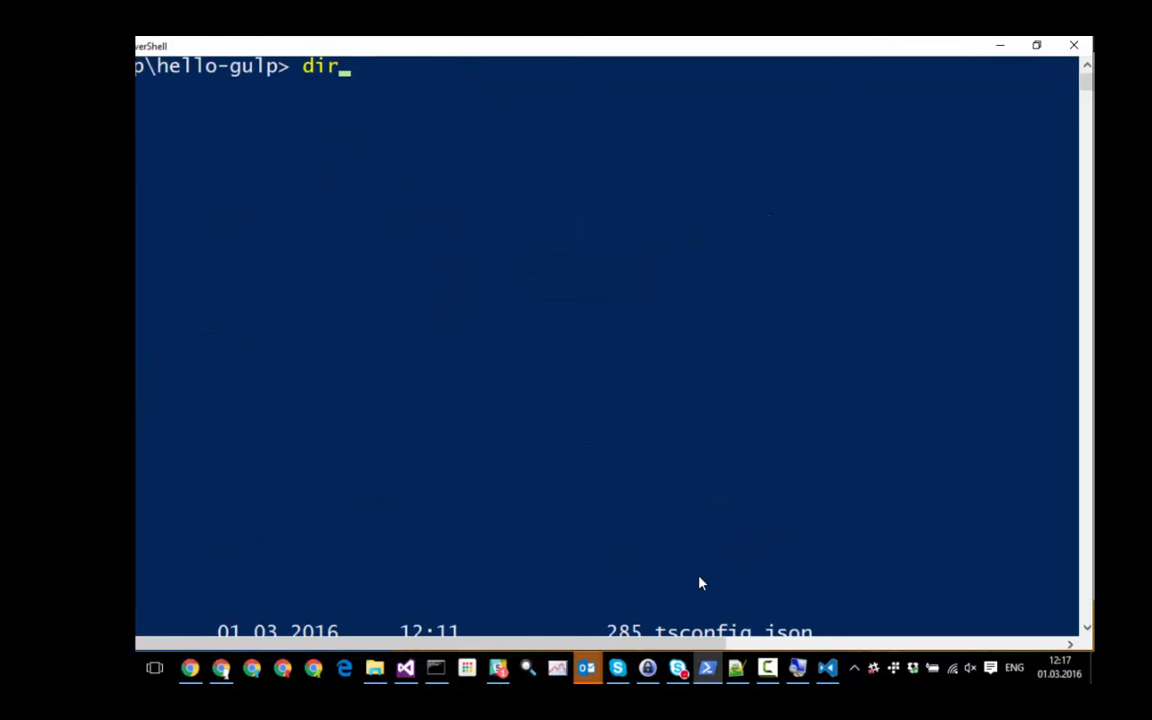 erShell
p\hello-gulp> dir
01.03.2016 12:11 285 tsconfig.json
ENG
12:17
01.03.2016